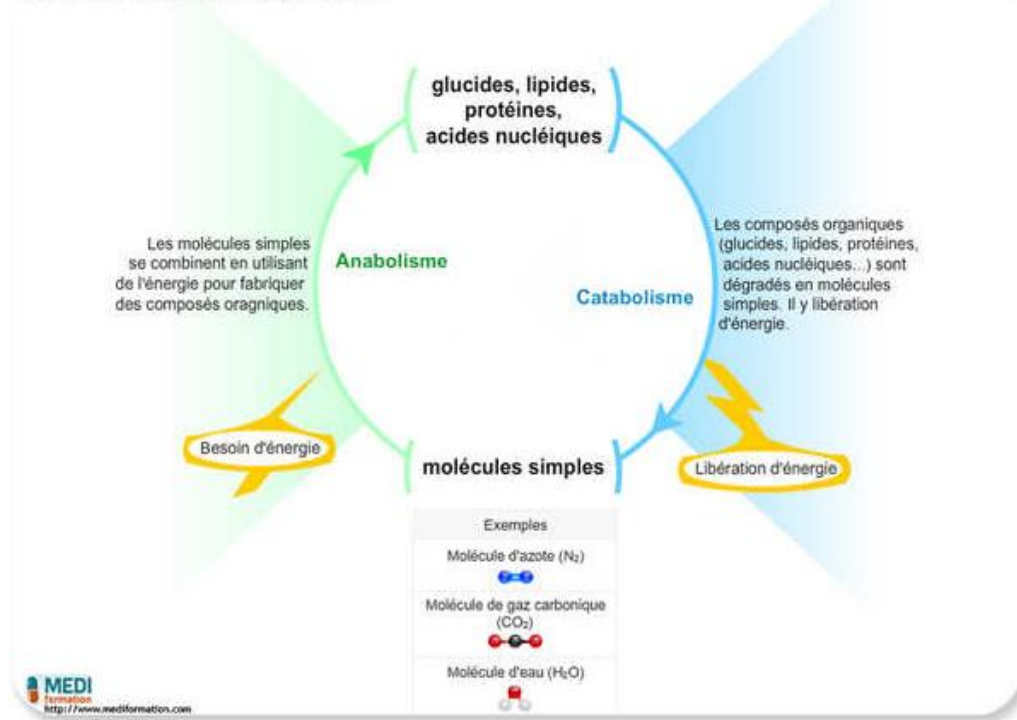 glucides, lipides,
protéines,
acides nucléiques
Les molécules simples
se combinent en utilisant
de l'énergie pour fabriquer
des composés oragniques.
Anabolisme
Catabolisme
Les composés organiques
(glucides, lipides, protéines,
acides nucléiques...) sont
dégradés en molécules
simples. Il y libération
d'énergie.
Besoin d'énergie
molécules simples
Libération d'énergie
Exemples
Molécule d'azote (N₂)
Molécule de gaz carbonique
(CO₂)
Molécule d'eau (H₂O)
MEDI
formation
http://www.mediformation.com